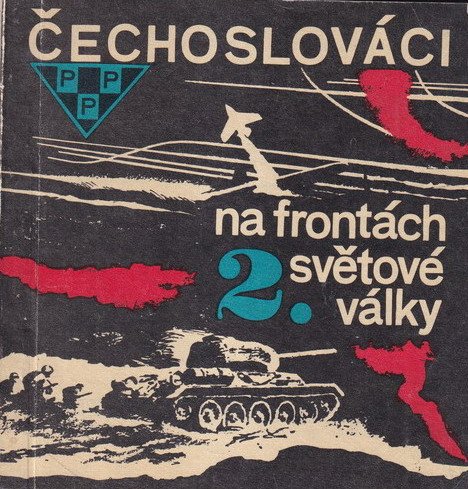 ČECHOSLOVÁCI
P P
P
na frontách
2. světové
války